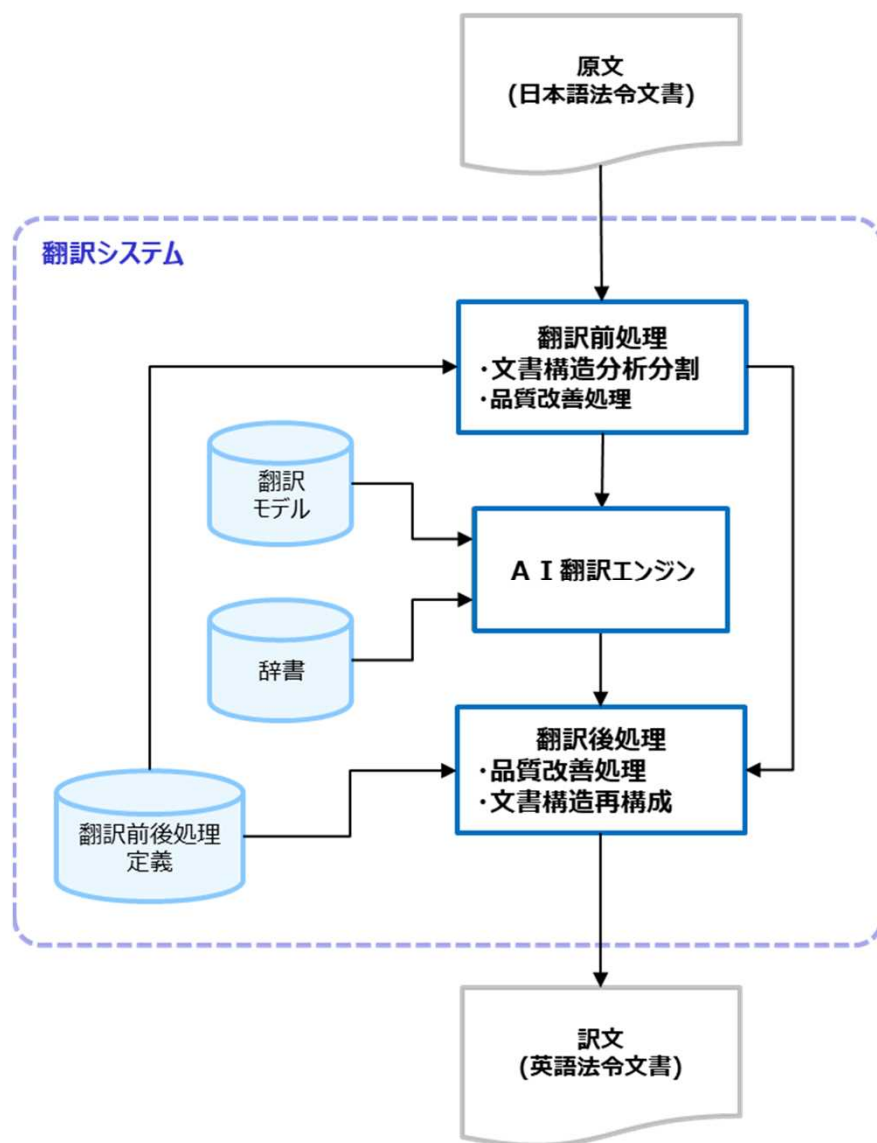 原文
(日本語法令文書)
翻訳システム
翻訳前処理
・文書構造分析分割
・品質改善処理
翻訳
モデル
ＡＩ翻訳エンジン
辞書
翻訳後処理
・品質改善処理
・文書構造再構成
翻訳前後処理
定義
訳文
(英語法令文書)